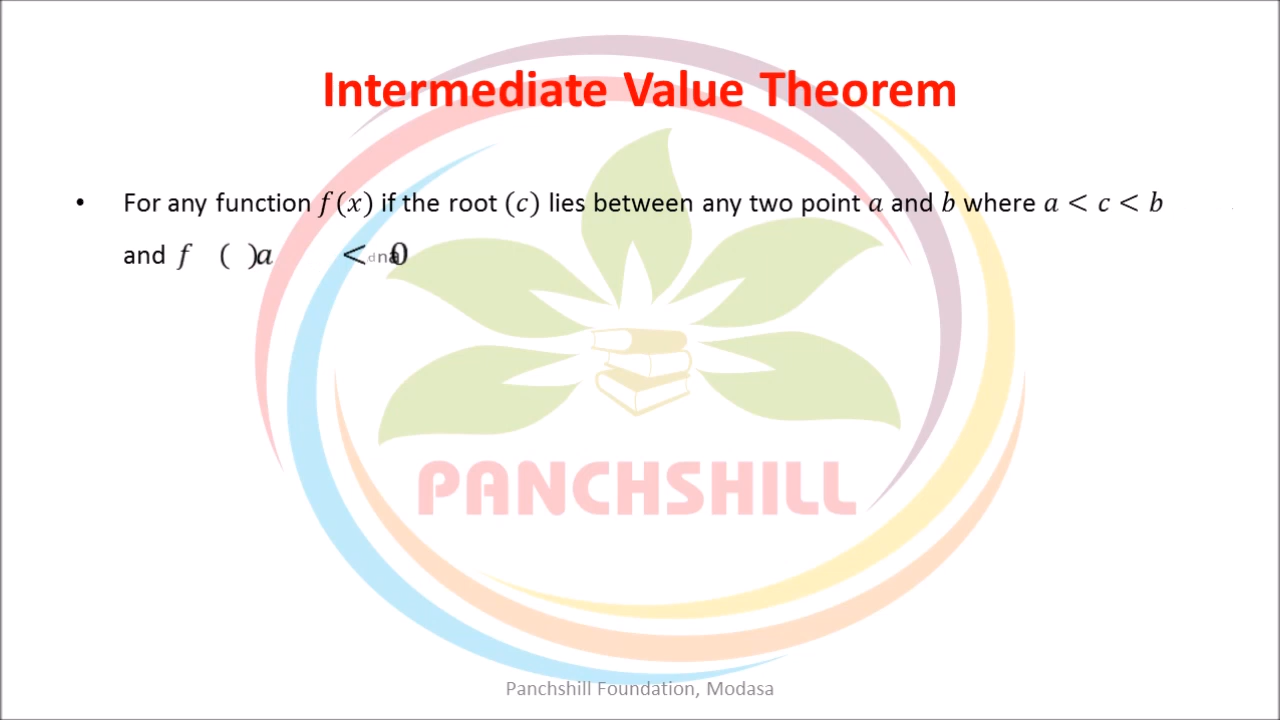 Intermediate Value Theorem
• For any function f(x) if the root (c) lies between any two point a and b where a < c < b
and f ( )a < 0
PANCHSHILL
Panchshill Foundation, Modasa